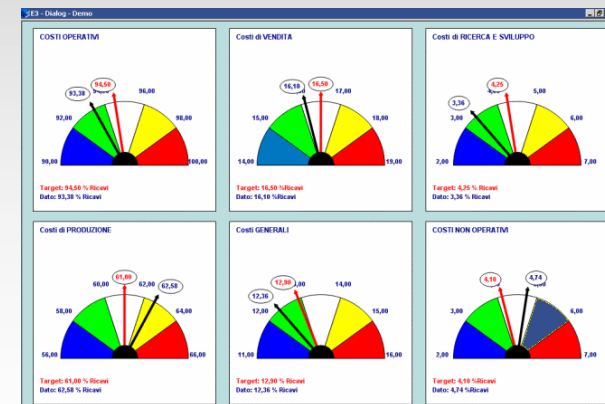 E3 - Dialog - Demo
COSTI OPERATIVI
94,50
93,38
96,00
92,00
98,00
90,00
100,00
Target: 94,50 % Ricavi
Dato: 93,38 % Ricavi
Costi di VENDITA
16,10
16,50
17,00
15,00
18,00
14,00
19,00
Target: 16,50 %Ricavi
Dato: 16,10 %Ricavi
Costi di RICERCA E SVILUPPO
4,25
3,36
5,00
3,00
6,00
2,00
7,00
Target: 4,25 % Ricavi
Dato: 3,36 % Ricavi
Costi di PRODUZIONE
61,00
60,00
62,00
62,58
58,00
64,00
56,00
66,00
Target: 61,00 % Ricavi
Dato: 62,58 % Ricavi
Costi GENERALI
12,90
12,36
14,00
12,00
15,00
11,00
16,00
Target: 12,90 % Ricavi
Dato: 12,36 % Ricavi
COSTI NON OPERATIVI
4,10
4,74
3,00
6,00
2,00
7,00
Target: 4,10 %Ricavi
Dato: 4,74 %Ricavi